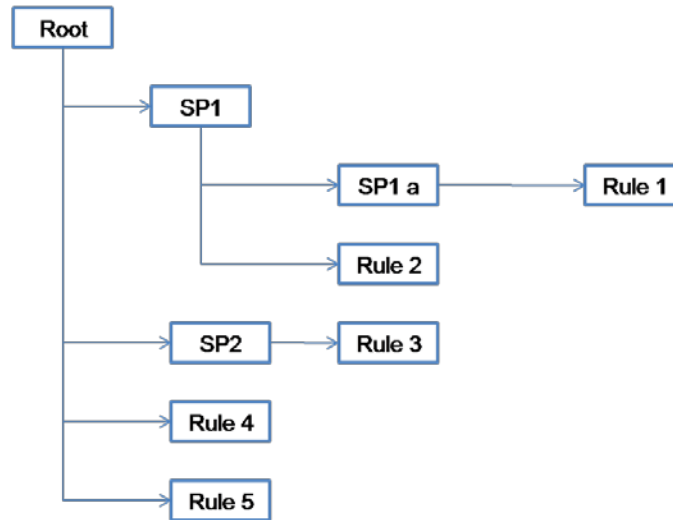 Root
SP1
SP1 a
Rule 1
Rule 2
SP2
Rule 3
Rule 4
Rule 5